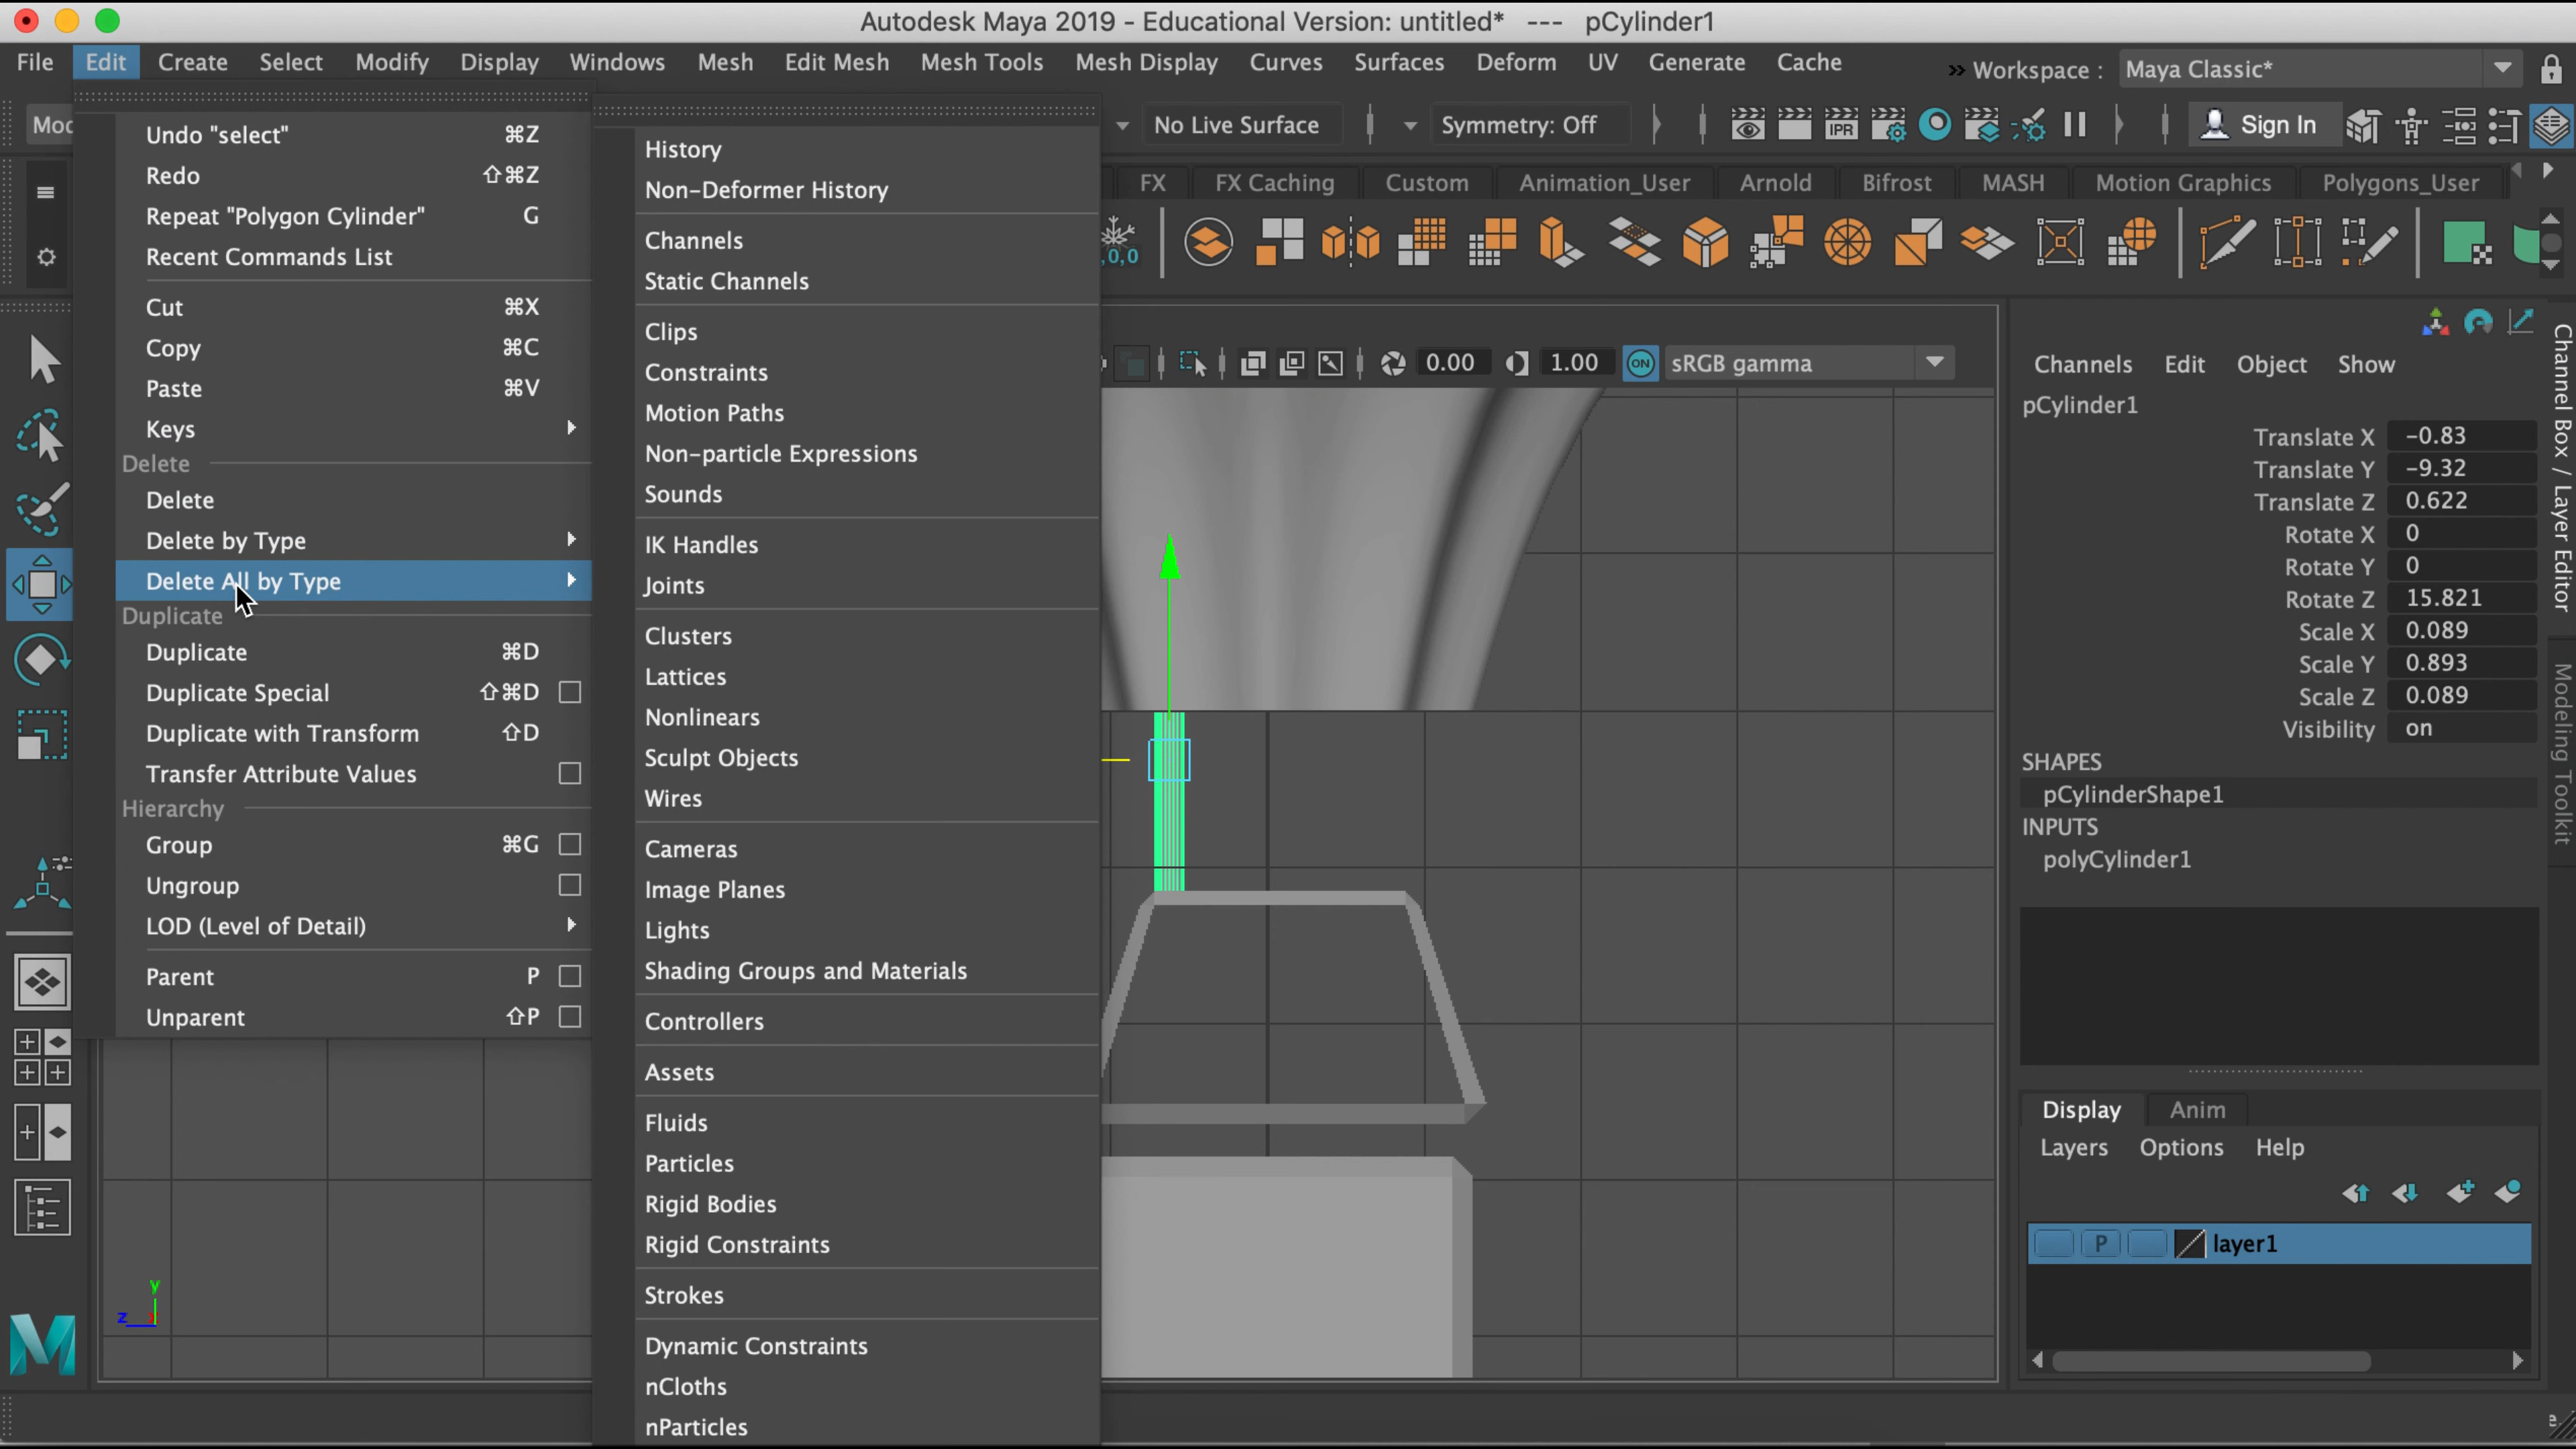 Autodesk Maya 2019 - Educational Version: untitled* --- pCylinder1
File Edit Create Select Modify Display Windows Mesh Edit Mesh Mesh Tools Mesh Display Curves Surfaces Deform UV Generate Cache
» Workspace : Maya Classic*
No Live Surface
Symmetry: Off
IPR
Sign In
FX
FX Caching
Custom
Animation_User
Arnold
Bifrost
MASH
Motion Graphics
Polygons_User
Undo "select" ⌘Z
Redo ⇧⌘Z
Repeat "Polygon Cylinder" G
Recent Commands List
Cut ⌘X
Copy ⌘C
Paste ⌘V
Keys
Delete
Delete
Delete by Type
Delete All by Type
Duplicate
Duplicate ⌘D
Duplicate Special ⇧⌘D
Duplicate with Transform ⇧D
Transfer Attribute Values
Hierarchy
Group ⌘G
Ungroup
LOD (Level of Detail)
Parent P
Unparent ⇧P
History
Non-Deformer History
Channels
Static Channels
Clips
Constraints
Motion Paths
Non-particle Expressions
Sounds
IK Handles
Joints
Clusters
Lattices
Nonlinears
Sculpt Objects
Wires
Cameras
Image Planes
Lights
Shading Groups and Materials
Controllers
Assets
Fluids
Particles
Rigid Bodies
Rigid Constraints
Strokes
Dynamic Constraints
nCloths
nParticles
0.00
1.00
ON
sRGB gamma
y
z
Channels Edit Object Show
pCylinder1
Translate X -0.83
Translate Y -9.32
Translate Z 0.622
Rotate X 0
Rotate Y 0
Rotate Z 15.821
Scale X 0.089
Scale Y 0.893
Scale Z 0.089
Visibility on
SHAPES
pCylinderShape1
INPUTS
polyCylinder1
Display Anim
Layers Options Help
P layer1
Channel Box / Layer Editor
Modeling Toolkit